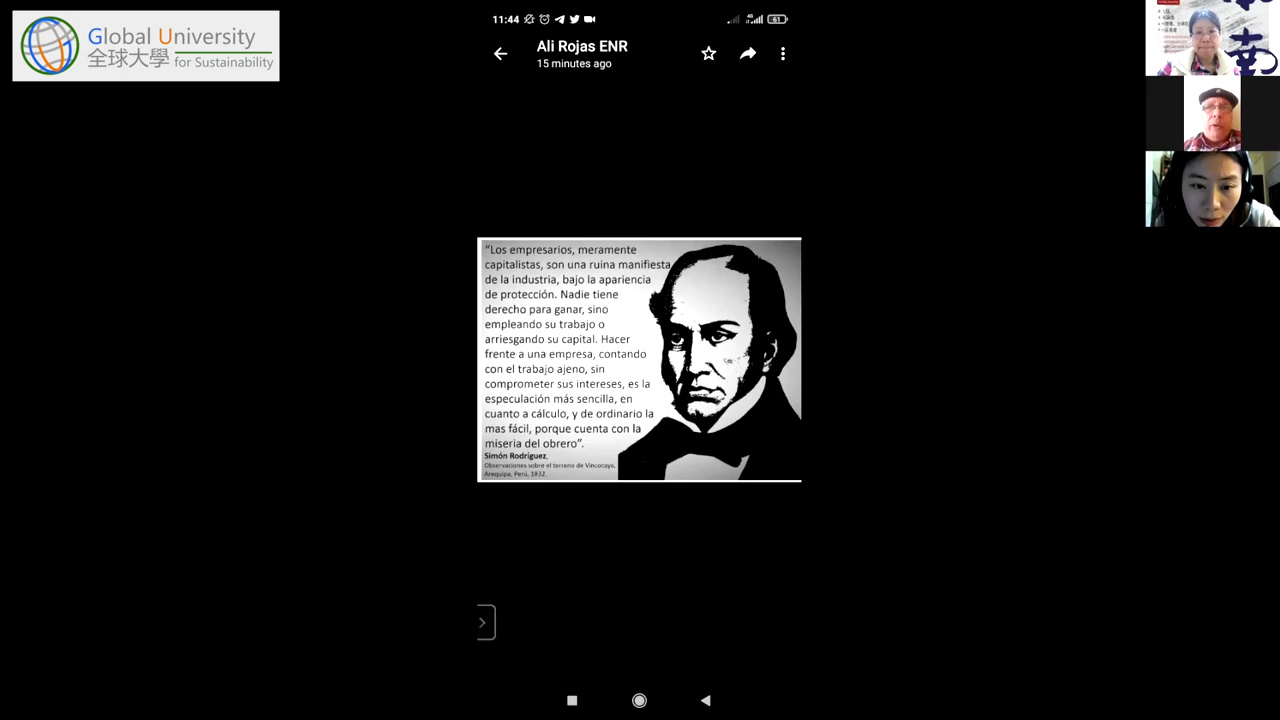 Global University
全球大學 for Sustainability
11:44
61
Ali Rojas ENR
15 minutes ago
“Los empresarios, meramente
capitalistas, son una ruina manifiesta
de la industria, bajo la apariencia
de protección. Nadie tiene
derecho para ganar, sino
empleando su trabajo o
arriesgando su capital. Hacer
frente a una empresa, contando
con el trabajo ajeno, sin
comprometer sus intereses, es la
especulación más sencilla, en
cuanto a cálculo, y de ordinario la
mas fácil, porque cuenta con la
miseria del obrero”.
Simón Rodríguez,
Observaciones sobre el terreno de Vincocaya,
Arequipa, Perú, 1832.
南